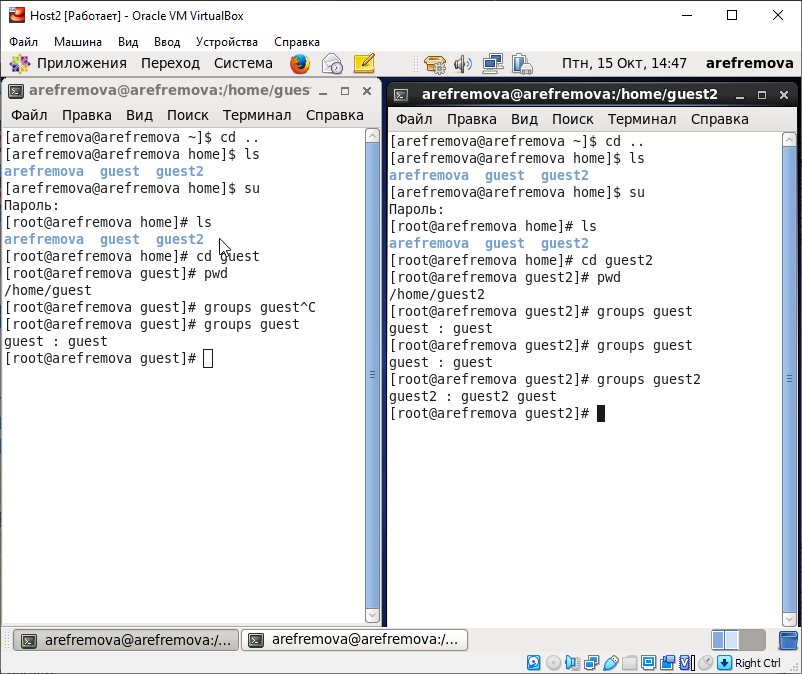 Host2 [Работает] - Oracle VM VirtualBox
Файл Машина Вид Ввод Устройства Справка
Приложения Переход Система Птн, 15 Окт, 14:47 arefremova
arefremova@arefremova:/home/gues
Файл Правка Вид Поиск Терминал Справка
[arefremova@arefremova ~]$ cd ..
[arefremova@arefremova home]$ ls
arefremova guest guest2
[arefremova@arefremova home]$ su
Пароль:
[root@arefremova home]# ls
arefremova guest guest2
[root@arefremova home]# cd guest
[root@arefremova guest]# pwd
/home/guest
[root@arefremova guest]# groups guest^C
[root@arefremova guest]# groups guest
guest : guest
[root@arefremova guest]#
arefremova@arefremova:/home/guest2
Файл Правка Вид Поиск Терминал Справка
[arefremova@arefremova ~]$ cd ..
[arefremova@arefremova home]$ ls
arefremova guest guest2
[arefremova@arefremova home]$ su
Пароль:
[root@arefremova home]# ls
arefremova guest guest2
[root@arefremova home]# cd guest2
[root@arefremova guest2]# pwd
/home/guest2
[root@arefremova guest2]# groups guest
guest : guest
[root@arefremova guest2]# groups guest
guest : guest
[root@arefremova guest2]# groups guest2
guest2 : guest2 guest
[root@arefremova guest2]#
arefremova@arefremova:/... arefremova@arefremova:/...
Right Ctrl